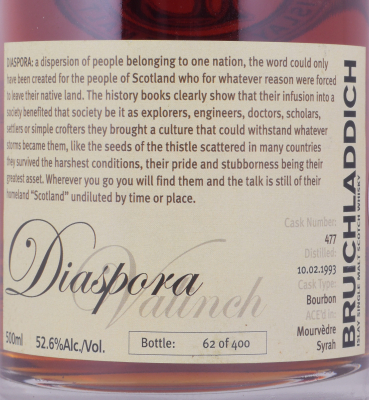 DIASPORA: a dispersion of people belonging to one nation, the word could only
have been created for the people of Scotland who for whatever reason were forced
to leave their native land. The history books clearly show that their infusion into a
society benefited that society be it as explorers, engineers, doctors, scholars,
settlers or simple crofters they brought a culture that could withstand whatever
storms became them, like the seeds of the thistle scattered in many countries
they survived the harshest conditions, their pride and stubborness being their
greatest asset. Wherever you go you will find them and the talk is still of their
homeland "Scotland" undiluted by time or place.
Diaspora
Valinch
500ml
52.6%Alc./Vol.
Bottle: 62 of 400
Cask Number:
477
Distilled:
10.02.1993
Cask Type:
Bourbon
ACE'd in:
Mourvèdre
Syrah
BRUICHLADDICH
ISLAY SINGLE MALT SCOTCH WHISKY